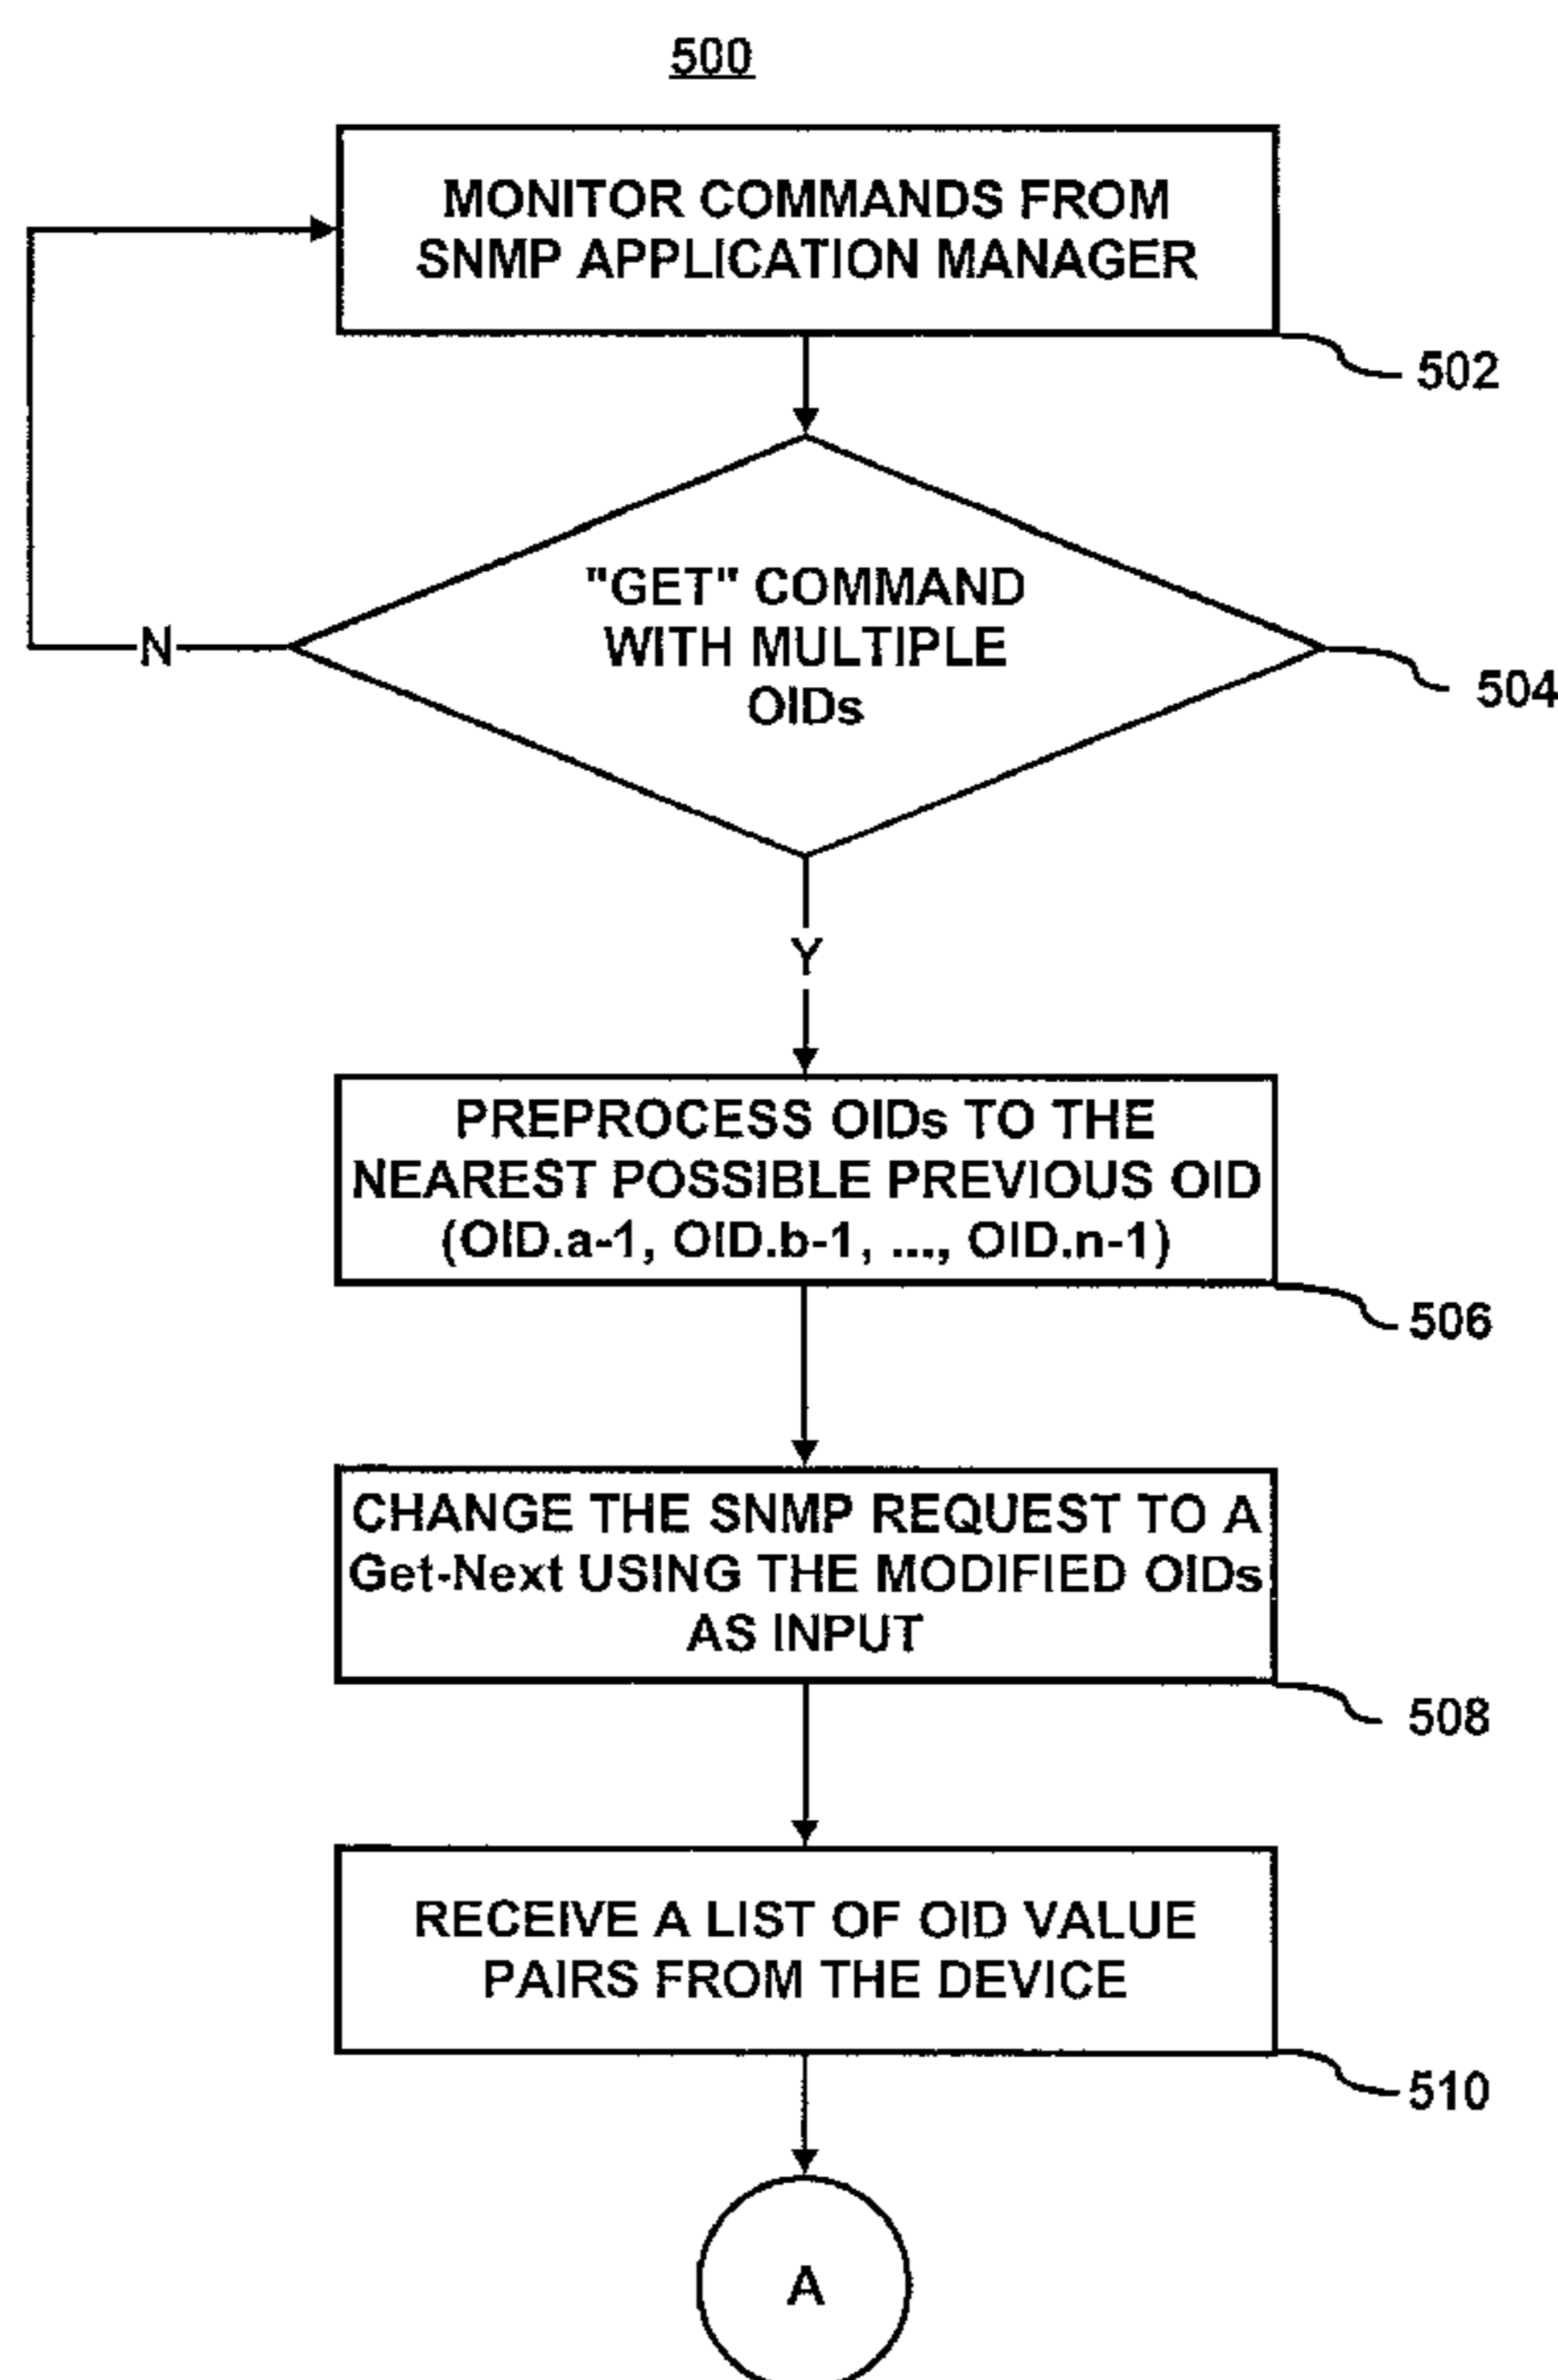 500
MONITOR COMMANDS FROM
SNMP APPLICATION MANAGER
502
"GET" COMMAND
WITH MULTIPLE
OIDs
504
N
Y
PREPROCESS OIDs TO THE
NEAREST POSSIBLE PREVIOUS OID
(OID.a-1, OID.b-1, ..., OID.n-1)
506
CHANGE THE SNMP REQUEST TO A
Get-Next USING THE MODIFIED OIDs
AS INPUT
508
RECEIVE A LIST OF OID VALUE
PAIRS FROM THE DEVICE
510
A